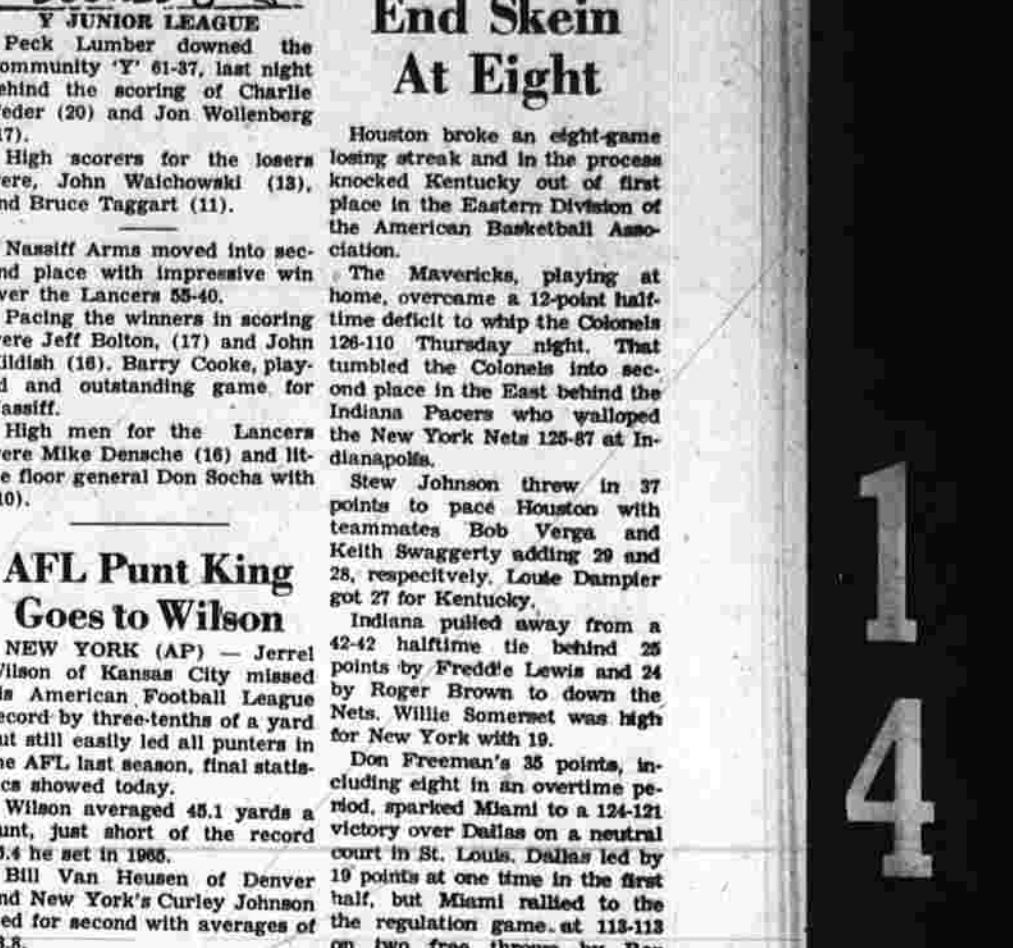 Y JUNIOR LEAGUE
Peck Lumber downed the
ommunity 'Y' 61-37, last night
ehind the scoring of Charlie
eder (20) and Jon Wollenberg
17).
High scorers for the losers
ere, John Waichowski (13),
nd Bruce Taggart (11).
Nassiff Arms moved into sec-
nd place with impressive win
ver the Lancers 55-40.
Pacing the winners in scoring
ere Jeff Bolton, (17) and John
ildish (16). Barry Cooke, play-
d and outstanding game for
assiff.
High men for the Lancers
ere Mike Densche (16) and lit-
e floor general Don Socha with
10).
AFL Punt King
Goes to Wilson
NEW YORK (AP) — Jerrel
Wilson of Kansas City missed
is American Football League
ecord by three-tenths of a yard
ut still easily led all punters in
he AFL last season, final statis-
ics showed today.
Wilson averaged 45.1 yards a
unt, just short of the record
5.4 he set in 1965.
Bill Van Heusen of Denver
nd New York's Curley Johnson
ed for second with averages of
3.8.
End Skein
At Eight
Houston broke an eight-game
losing streak and in the process
knocked Kentucky out of first
place in the Eastern Division of
the American Basketball Asso-
ciation.
The Mavericks, playing at
home, overcame a 12-point half-
time deficit to whip the Colonels
126-110 Thursday night. That
tumbled the Colonels into sec-
ond place in the East behind the
Indiana Pacers who walloped
the New York Nets 125-87 at In-
dianapolis.
Stew Johnson threw in 37
points to pace Houston with
teammates Bob Verga and
Keith Swaggerty adding 29 and
28, respecitvely. Louie Dampier
got 27 for Kentucky.
Indiana pulled away from a
42-42 halftime tie behind 25
points by Freddie Lewis and 24
by Roger Brown to down the
Nets. Willie Somerset was high
for New York with 19.
Don Freeman's 35 points, in-
cluding eight in an overtime pe-
riod, sparked Miami to a 124-121
victory over Dallas on a neutral
court in St. Louis. Dallas led by
19 points at one time in the first
half, but Miami rallied to the
the regulation game at 113-113
on two free throws by
14